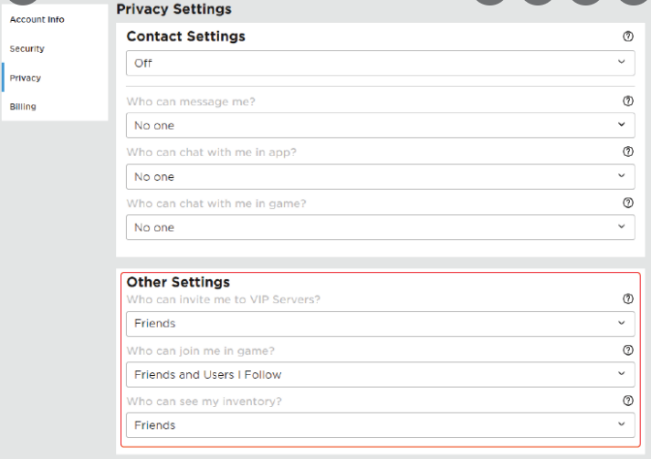 Privacy Settings
Account Info
Security
Privacy
Billing
Contact Settings
Off
Who can message me?
No one
Who can chat with me in app?
No one
Who can chat with me in game?
No one
Other Settings
Who can invite me to VIP Servers?
Friends
Who can join me in game?
Friends and Users I Follow
Who can see my inventory?
Friends